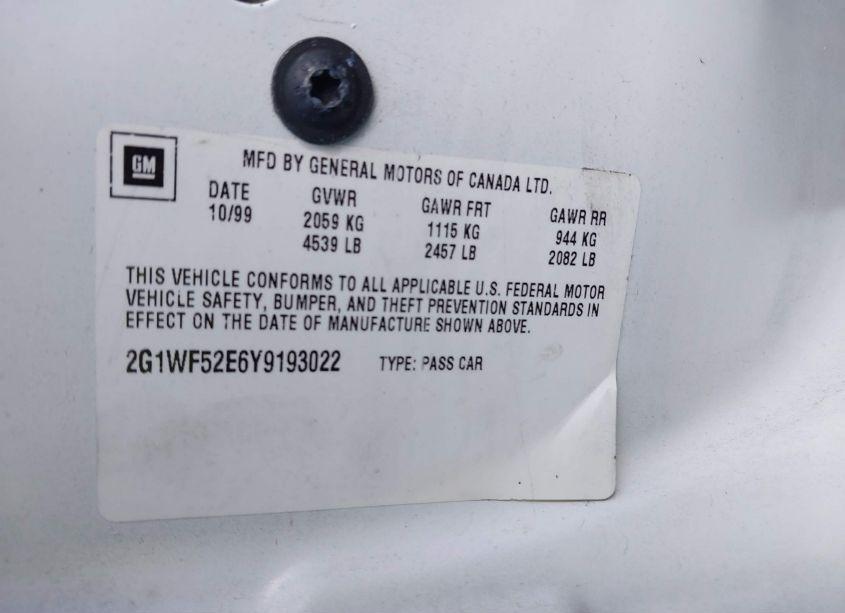 GM
MFD BY GENERAL MOTORS OF CANADA LTD.
DATE GVWR GAWR FRT GAWR RR
10/99 2059 KG 1115 KG 944 KG
4539 LB 2457 LB 2082 LB
THIS VEHICLE CONFORMS TO ALL APPLICABLE U.S. FEDERAL MOTOR
VEHICLE SAFETY, BUMPER, AND THEFT PREVENTION STANDARDS IN
EFFECT ON THE DATE OF MANUFACTURE SHOWN ABOVE.
2G1WF52E6Y9193022 TYPE: PASS CAR